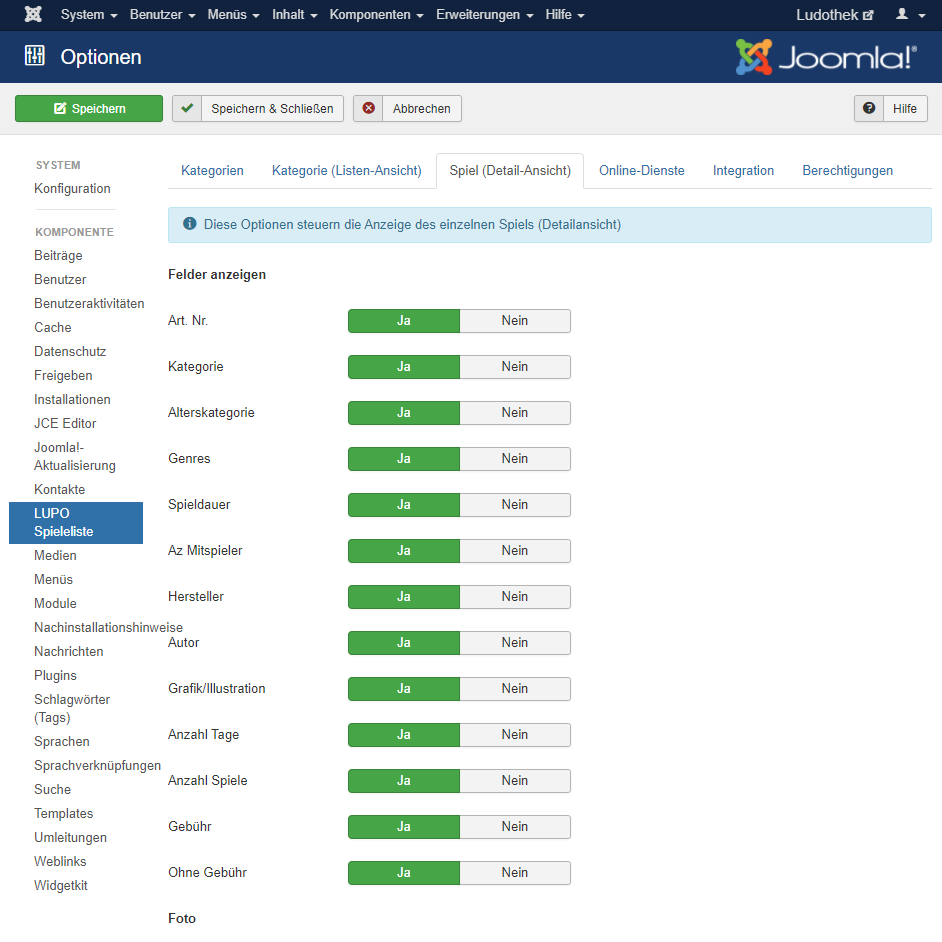 System Benutzer Menüs Inhalt Komponenten Erweiterungen Hilfe Ludothek
Optionen Joomla!®
Speichern Speichern & Schließen Abbrechen ? Hilfe
SYSTEM
Konfiguration
KOMPONENTE
Beiträge
Benutzer
Benutzeraktivitäten
Cache
Datenschutz
Freigeben
Installationen
JCE Editor
Joomla!-
Aktualisierung
Kontakte
LUPO
Spieleliste
Medien
Menüs
Module
Nachinstallationshinweise
Nachrichten
Plugins
Schlagwörter
(Tags)
Sprachen
Sprachverknüpfungen
Suche
Templates
Umleitungen
Weblinks
Widgetkit
Kategorien Kategorie (Listen-Ansicht) Spiel (Detail-Ansicht) Online-Dienste Integration Berechtigungen
Diese Optionen steuern die Anzeige des einzelnen Spiels (Detailansicht)
Felder anzeigen
Art. Nr. Ja Nein
Kategorie Ja Nein
Alterskategorie Ja Nein
Genres Ja Nein
Spieldauer Ja Nein
Az Mitspieler Ja Nein
Hersteller Ja Nein
Autor Ja Nein
Grafik/Illustration Ja Nein
Anzahl Tage Ja Nein
Anzahl Spiele Ja Nein
Gebühr Ja Nein
Ohne Gebühr Ja Nein
Foto